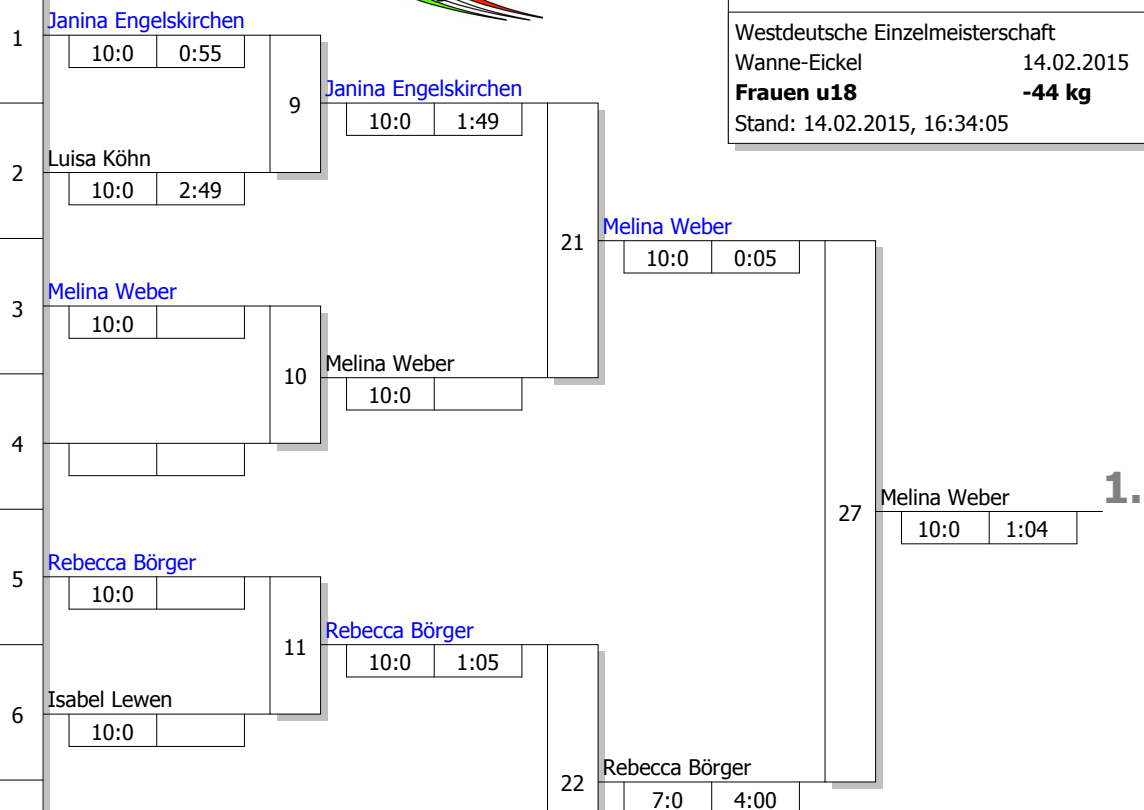 Westdeutsche Einzelmeisterschaft
Wanne-Eickel 14.02.2015
Frauen u18 -44 kg
Stand: 14.02.2015, 16:34:05
1
Janina Engelskirchen
10:0 0:55
9
Janina Engelskirchen
10:0 1:49
2
Luisa Köhn
10:0 2:49
21
Melina Weber
10:0 0:05
3
Melina Weber
10:0
10
Melina Weber
10:0
4
27
Melina Weber
10:0 1:04
1.
5
Rebecca Börger
10:0
11
Rebecca Börger
10:0 1:05
6
Isabel Lewen
10:0
22
Rebecca Börger
7:0 4:00